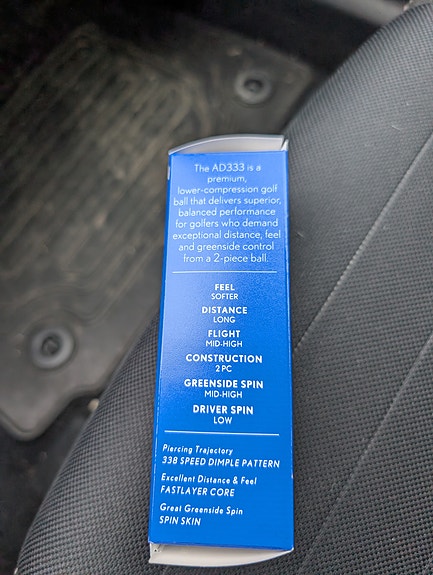 The AD333 is a
premium,
lower-compression golf
ball that delivers superior,
balanced performance
for golfers who demand
exceptional distance, feel
and greenside control
from a 2-piece ball.
FEEL
SOFTER
DISTANCE
LONG
FLIGHT
MID-HIGH
CONSTRUCTION
2 PC
GREENSIDE SPIN
MID-HIGH
DRIVER SPIN
LOW
Piercing Trajectory
338 SPEED DIMPLE PATTERN
Excellent Distance & Feel
FASTLAYER CORE
Great Greenside Spin
SPIN SKIN